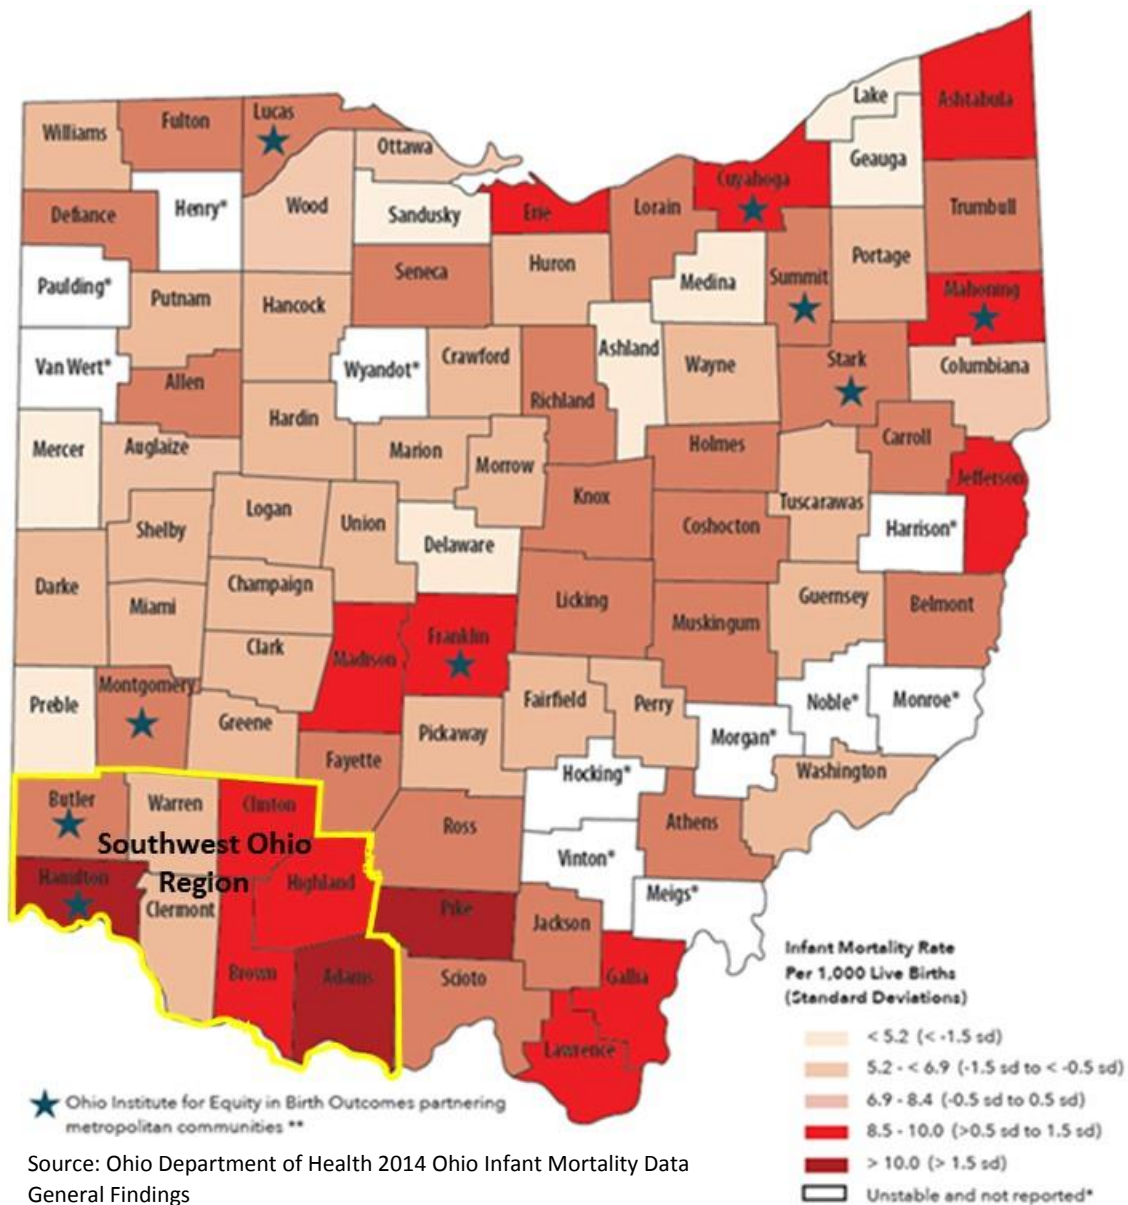 Lake
Ashtabula
Williams
Fulton
Lucas
Ottawa
Geauga
Cuyahoga
Henry*
Wood
Sandusky
Erie
Lorain
Trumbull
Defiance
Huron
Medina
Summit
Portage
Seneca
Paulding*
Putnam
Hancock
Mahoning
Van Wert*
Allen
Wyandot*
Crawford
Ashland
Wayne
Stark
Columbiana
Richland
Hardin
Mercer
Auglaize
Marion
Morrow
Holmes
Carroll
Jefferson
Knox
Logan
Union
Shelby
Delaware
Coshocton
Tuscarawas
Harrison*
Darke
Miami
Champaign
Licking
Muskingum
Guernsey
Belmont
Clark
Madison
Franklin
Preble
Montgomery
Greene
Fairfield
Perry
Noble*
Monroe*
Pickaway
Morgan*
Fayette
Hocking*
Washington
Butler
Warren
Clinton
Ross
Athens
Southwest Ohio
Region
Vinton*
Hamilton
Highland
Meigs*
Clermont
Pike
Jackson
Brown
Adams
Scioto
Gallia
Lawrence
Infant Mortality Rate
Per 1,000 Live Births
(Standard Deviations)
< 5.2 (< -1.5 sd)
5.2 - < 6.9 (-1.5 sd to < -0.5 sd)
6.9 - 8.4 (-0.5 sd to 0.5 sd)
8.5 - 10.0 (>0.5 sd to 1.5 sd)
> 10.0 (> 1.5 sd)
Unstable and not reported*
Ohio Institute for Equity in Birth Outcomes partnering
metropolitan communities **
Source: Ohio Department of Health 2014 Ohio Infant Mortality Data
General Findings